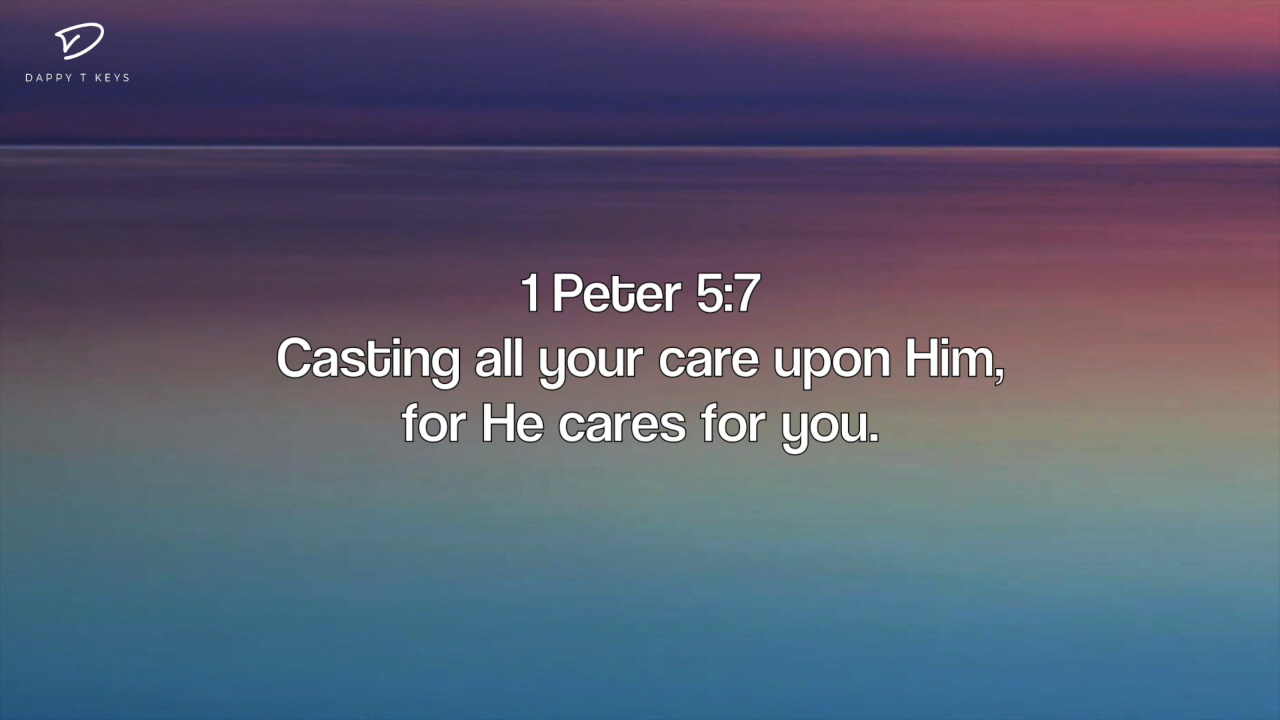 DAPPY T KEYS
1 Peter 5:7
Casting all your care upon Him,
for He cares for you.